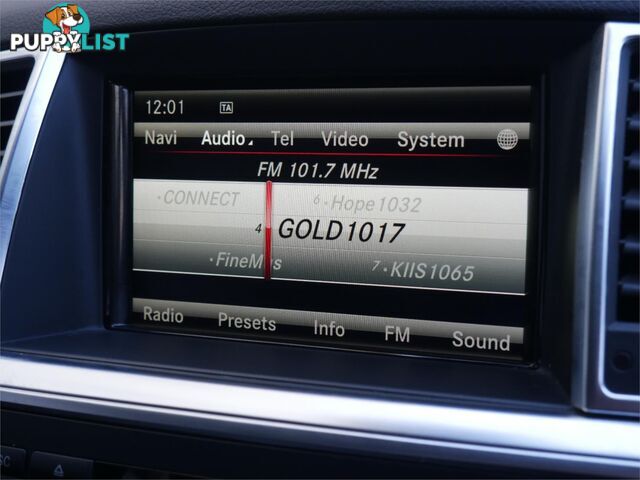 PUPPYLIST
12:01 TA
Navi Audio Tel Video System
FM 101.7 MHz
·CONNECT 6·Hope1032
4 GOLD1017
·FineMus 7·KIIS1065
Radio Presets Info FM Sound
SC